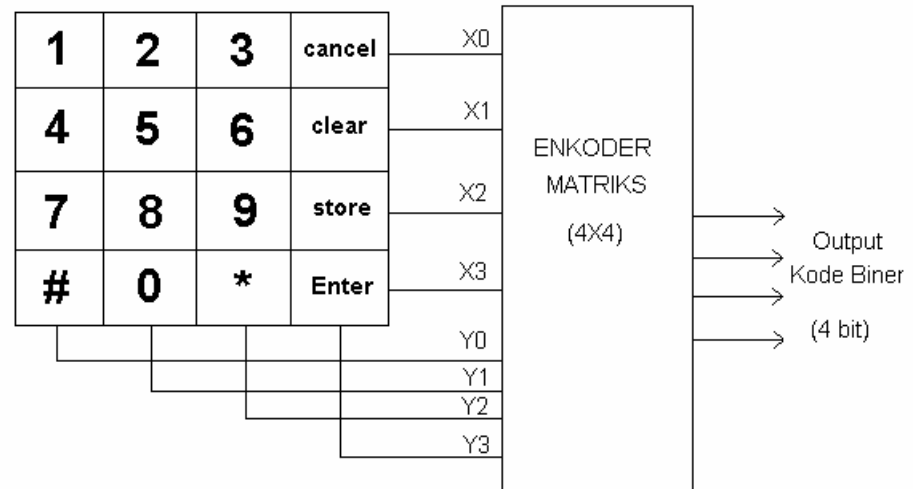 1 2 3 cancel X0
4 5 6 clear X1
7 8 9 store X2
# 0 * Enter X3
Y0
Y1
Y2
Y3
ENKODER
MATRIKS
(4X4)
Output
Kode Biner
(4 bit)